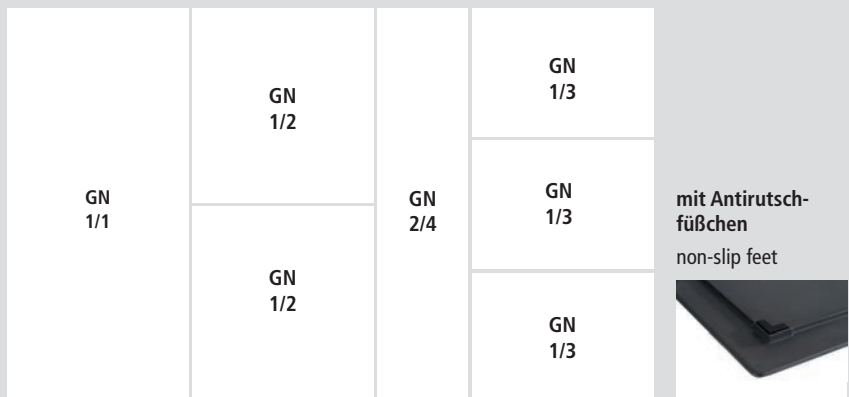 GN
1/1
GN
1/2
GN
1/2
GN
2/4
GN
1/3
GN
1/3
GN
1/3
mit Antirutsch-
füßchen
non-slip feet